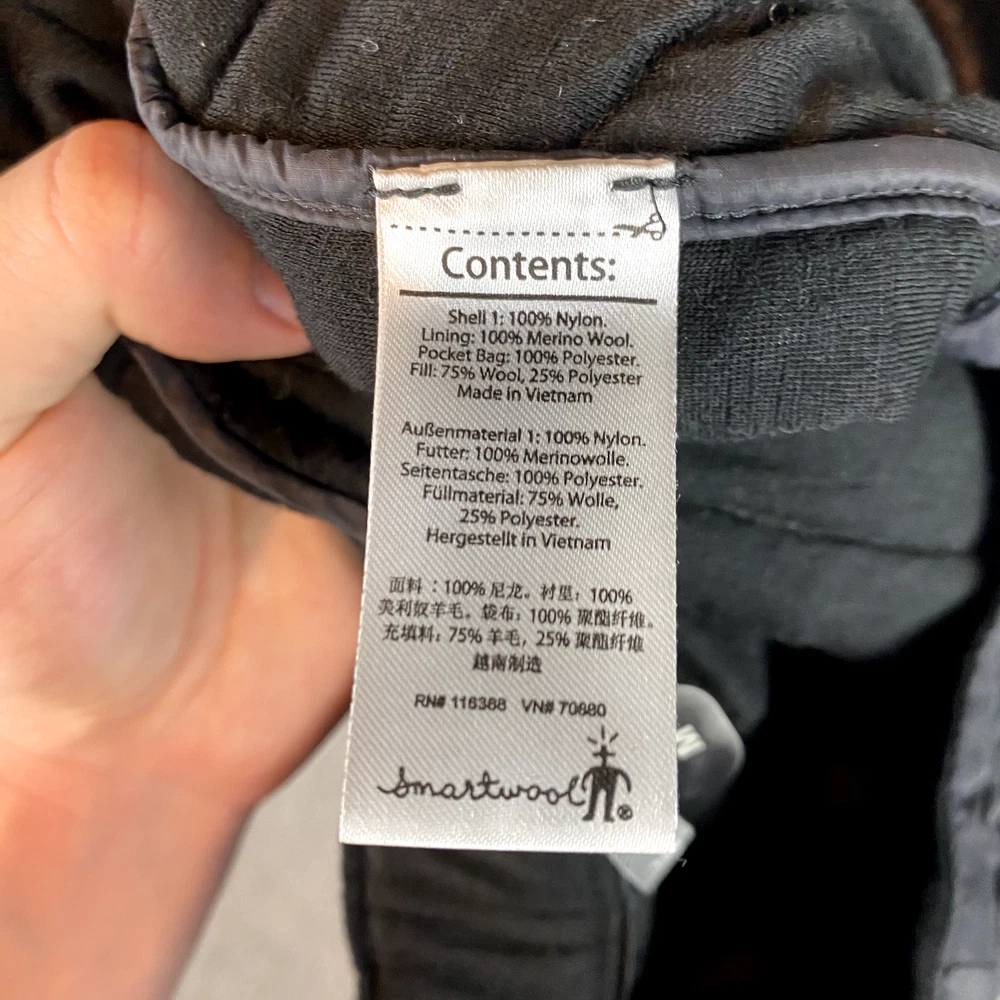 Contents:
Shell 1: 100% Nylon.
Lining: 100% Merino Wool.
Pocket Bag: 100% Polyester.
Fill: 75% Wool, 25% Polyester
Made in Vietnam
Außenmaterial 1: 100% Nylon.
Futter: 100% Merinowolle.
Seitentasche: 100% Polyester.
Füllmaterial: 75% Wolle,
25% Polyester.
Hergestellt in Vietnam
面料：100% 尼龙。衬里：100%
美利奴羊毛。袋布：100% 聚酯纤维。
充填料：75% 羊毛，25% 聚酯纤维
越南制造
RN# 116388 VN# 70880
smartwool®